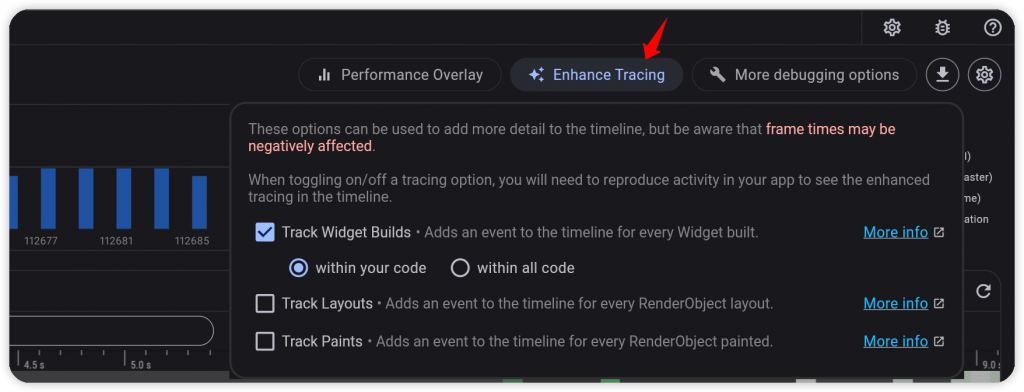 Performance Overlay
Enhance Tracing
More debugging options
These options can be used to add more detail to the timeline, but be aware that frame times may be
negatively affected.
When toggling on/off a tracing option, you will need to reproduce activity in your app to see the enhanced
tracing in the timeline.
Track Widget Builds • Adds an event to the timeline for every Widget built.
More info
within your code
within all code
Track Layouts • Adds an event to the timeline for every RenderObject layout.
More info
Track Paints • Adds an event to the timeline for every RenderObject painted.
More info
112677
112681
112685
aster)
me)
ation
4.5 s
5.0 s
9.0